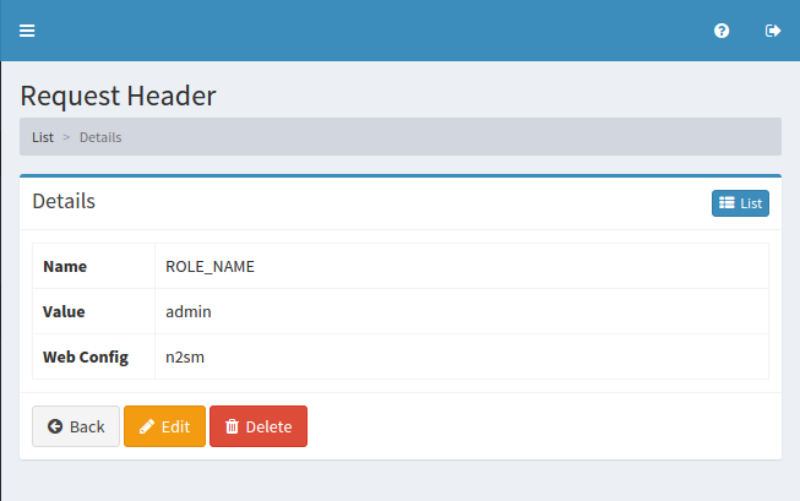 Request Header
List > Details
Details
List
Name ROLE_NAME
Value admin
Web Config n2sm
Back Edit Delete